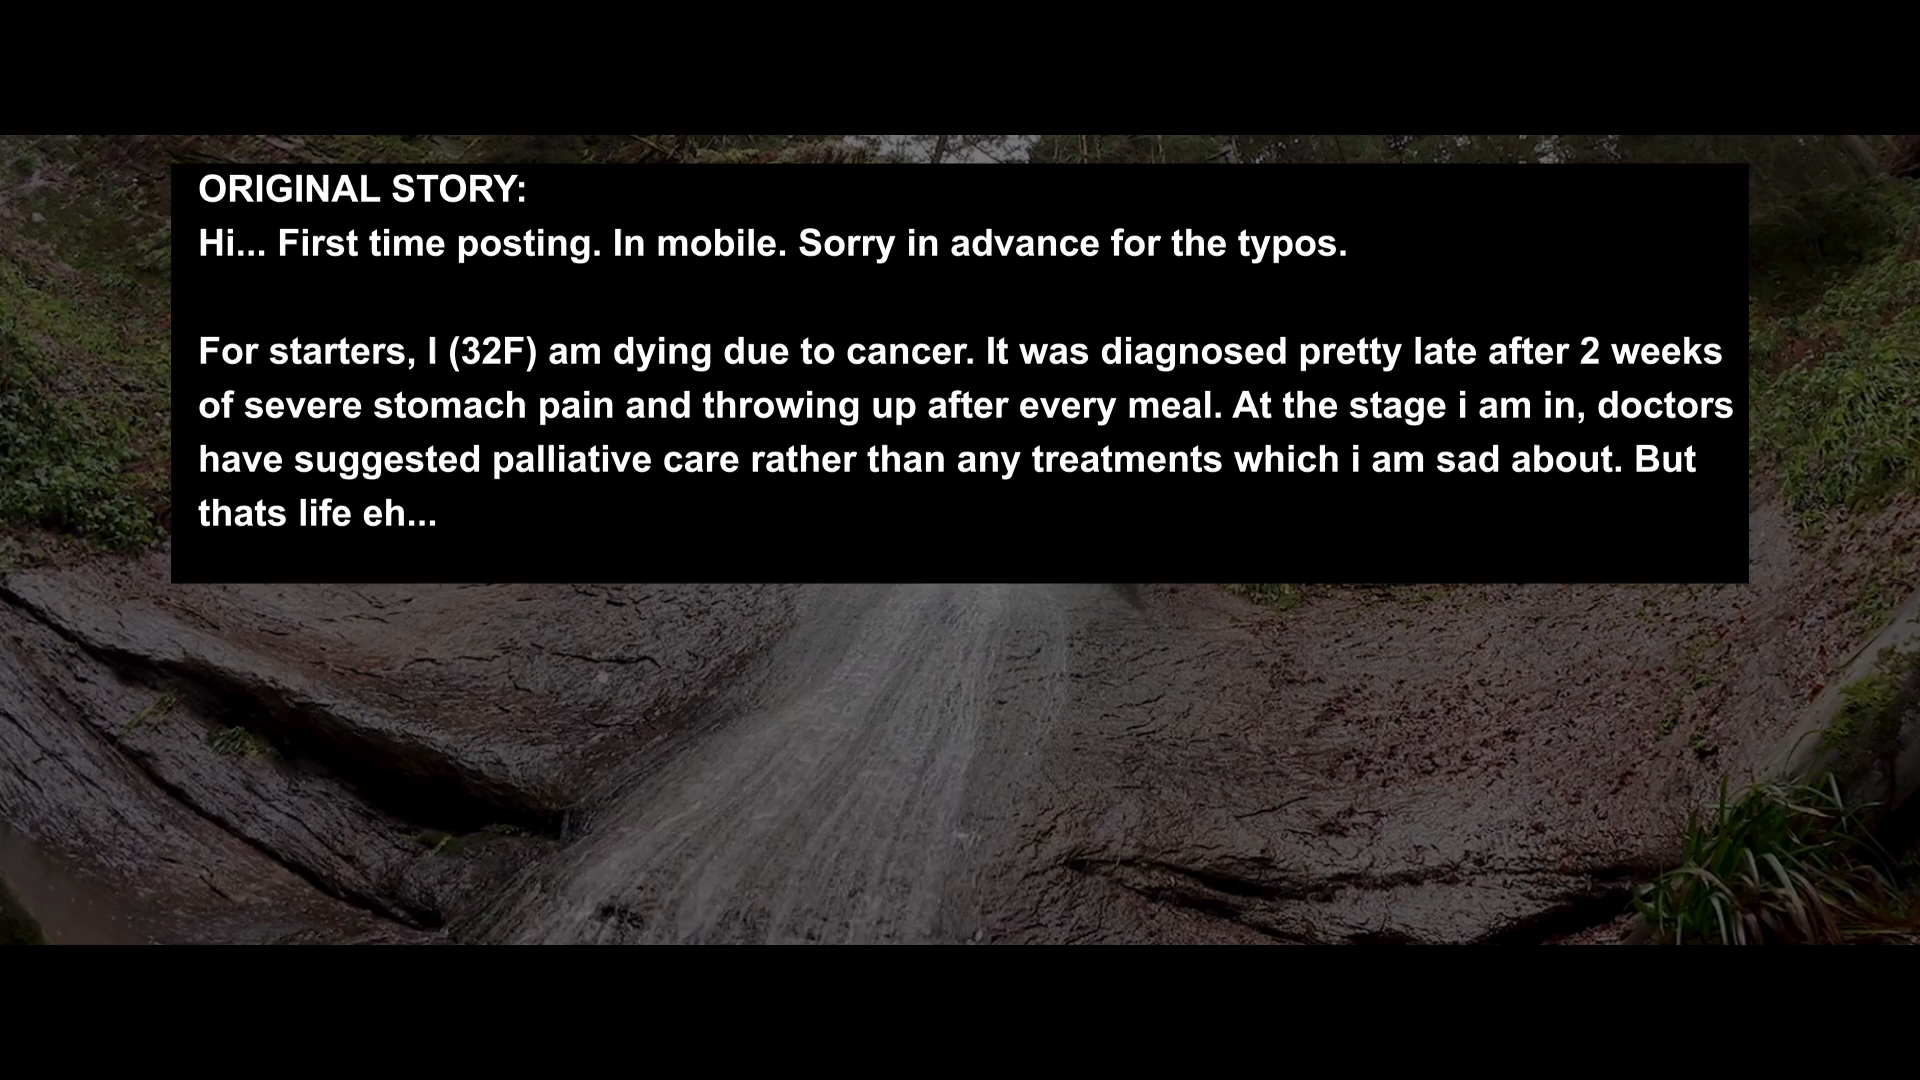 ORIGINAL STORY:
Hi... First time posting. In mobile. Sorry in advance for the typos.
For starters, I (32F) am dying due to cancer. It was diagnosed pretty late after 2 weeks
of severe stomach pain and throwing up after every meal. At the stage i am in, doctors
have suggested palliative care rather than any treatments which i am sad about. But
thats life eh...